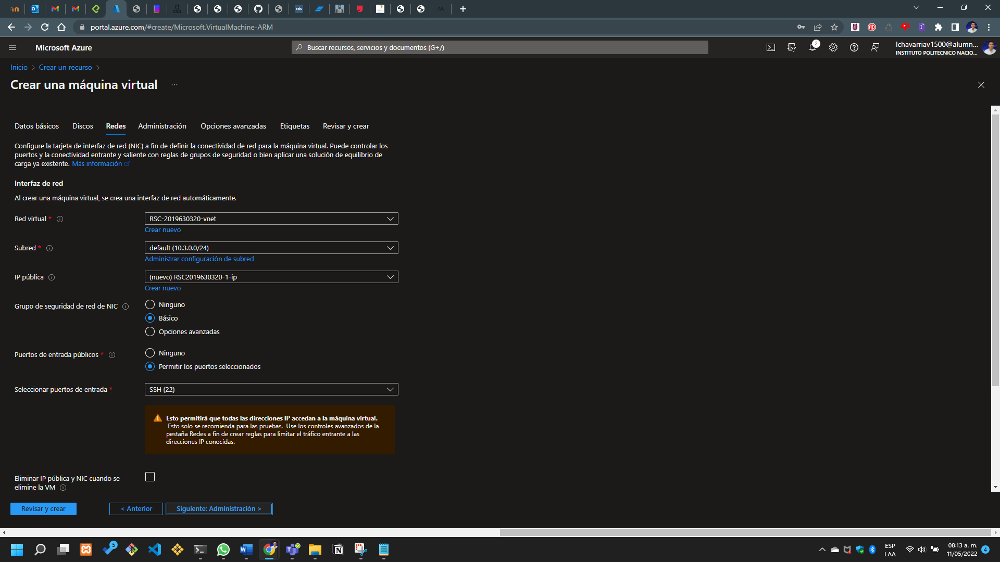 portal.azure.com/#create/Microsoft.VirtualMachine-ARM
Microsoft Azure
Buscar recursos, servicios y documentos (G+/)
2
lchavarriav1500@alumn...
INSTITUTO POLITECNICO NACIO...
Inicio > Crear un recurso >
Crear una máquina virtual ...
Datos básicos Discos Redes Administración Opciones avanzadas Etiquetas Revisar y crear
Configure la tarjeta de interfaz de red (NIC) a fin de definir la conectividad de red para la máquina virtual. Puede controlar los
puertos y la conectividad entrante y saliente con reglas de grupos de seguridad o bien aplicar una solución de equilibrio de
carga ya existente. Más información
Interfaz de red
Al crear una máquina virtual, se crea una interfaz de red automáticamente.
Red virtual *
RSC-2019630320-vnet
Crear nuevo
Subred *
default (10.3.0.0/24)
Administrar configuración de subred
IP pública
(nuevo) RSC2019630320-1-ip
Crear nuevo
Grupo de seguridad de red de NIC
Ninguno
Básico
Opciones avanzadas
Puertos de entrada públicos *
Ninguno
Permitir los puertos seleccionados
Seleccionar puertos de entrada *
SSH (22)
Esto permitirá que todas las direcciones IP accedan a la máquina virtual.
Esto solo se recomienda para las pruebas. Use los controles avanzados de la
pestaña Redes a fin de crear reglas para limitar el tráfico entrante a las
direcciones IP conocidas.
Eliminar IP pública y NIC cuando se
elimine la VM
Revisar y crear
< Anterior
Siguiente: Administración >
5
ESP
LAA
08:13 a. m.
11/05/2022
4